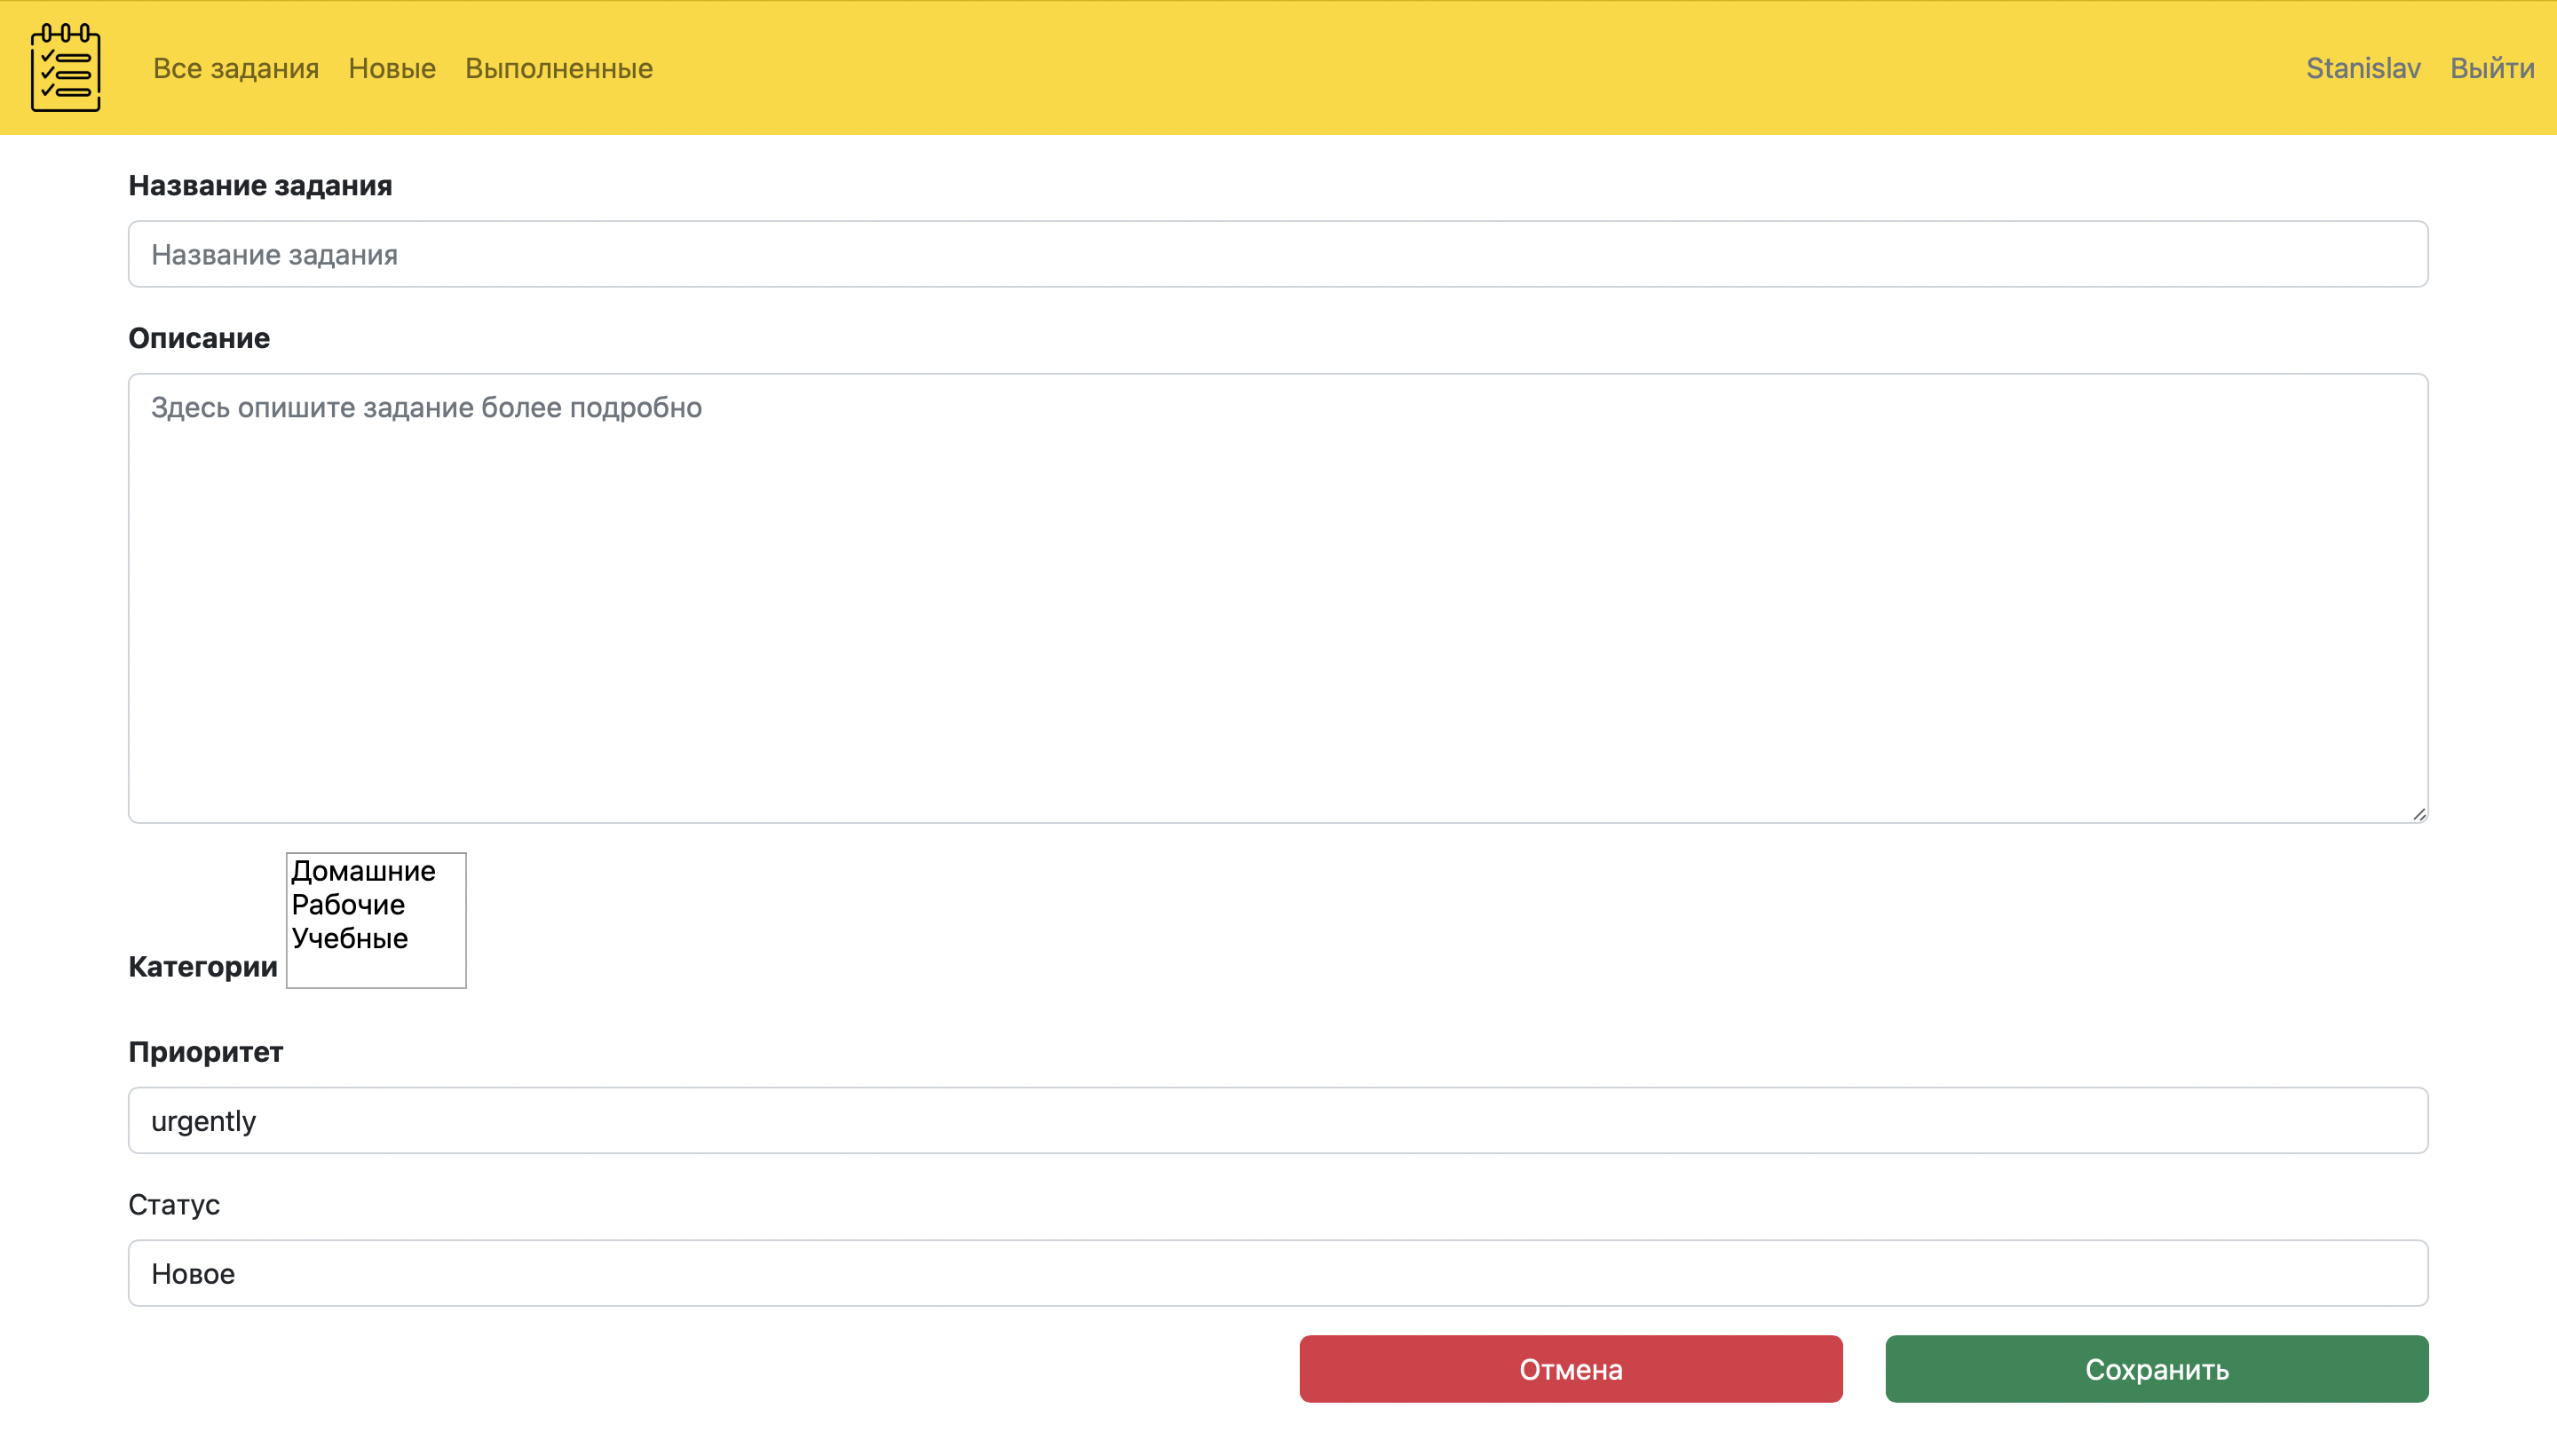 Все задания Новые Выполненные Stanislav Выйти
Название задания
Название задания
Описание
Здесь опишите задание более подробно
Домашние
Рабочие
Учебные
Категории
Приоритет
urgently
Статус
Новое
Отмена Сохранить